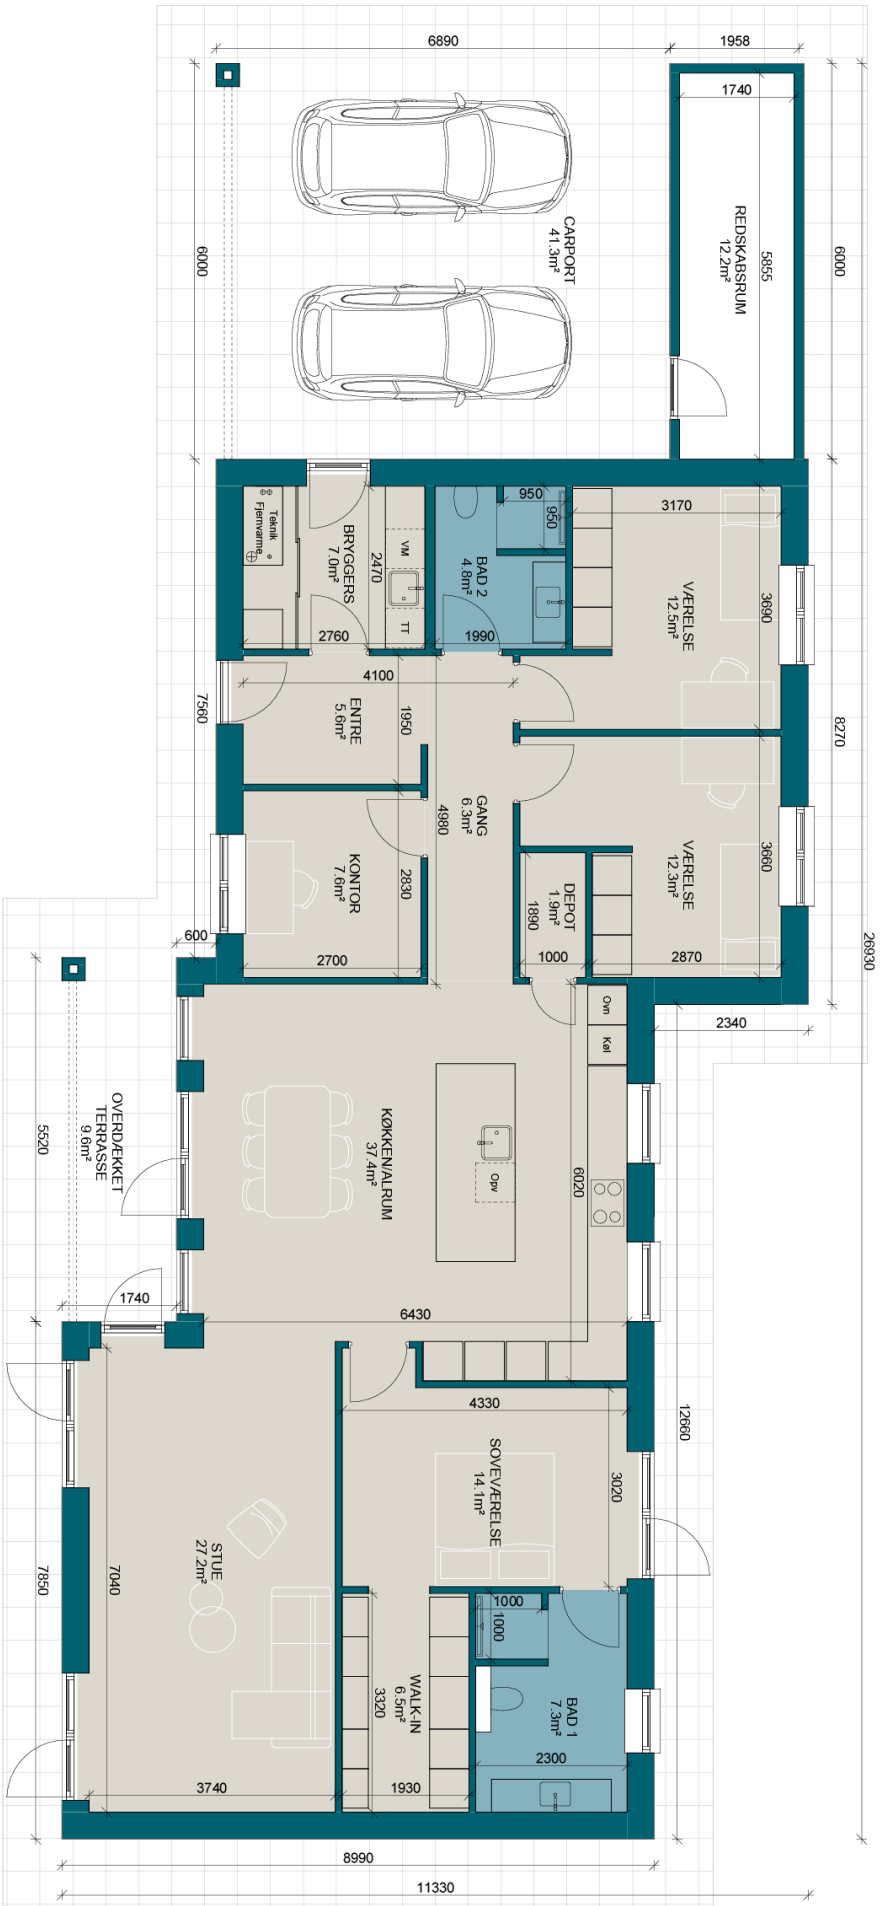 6890
1958
1740
CARPORT
41.3m²
REDSKABSRUM
12.2m²
5855
6000
6000
Teknik
Fjernvarme
BRYGGERS
7.0m²
2470
VM
TT
2760
BAD 2
4.8m²
950
950
1990
3170
VÆRELSE
12.5m²
3690
4100
ENTRE
5.6m²
1950
7560
8270
GANG
6.3m²
4980
KONTOR
7.6m²
2830
2700
600
DEPOT
1.9m²
1890
1000
VÆRELSE
12.3m²
3660
2870
26930
2340
Ovn
Køl
OVERDÆKKET
TERRASSE
9.6m²
5520
1740
KØKKEN/ALRUM
37.4m²
Opv
6020
6430
12660
4330
SOVEVÆRELSE
14.1m²
3020
STUE
27.2m²
7040
7850
3740
WALK-IN
6.5m²
3320
1930
1000
1000
BAD 1
7.3m²
2300
8990
11330